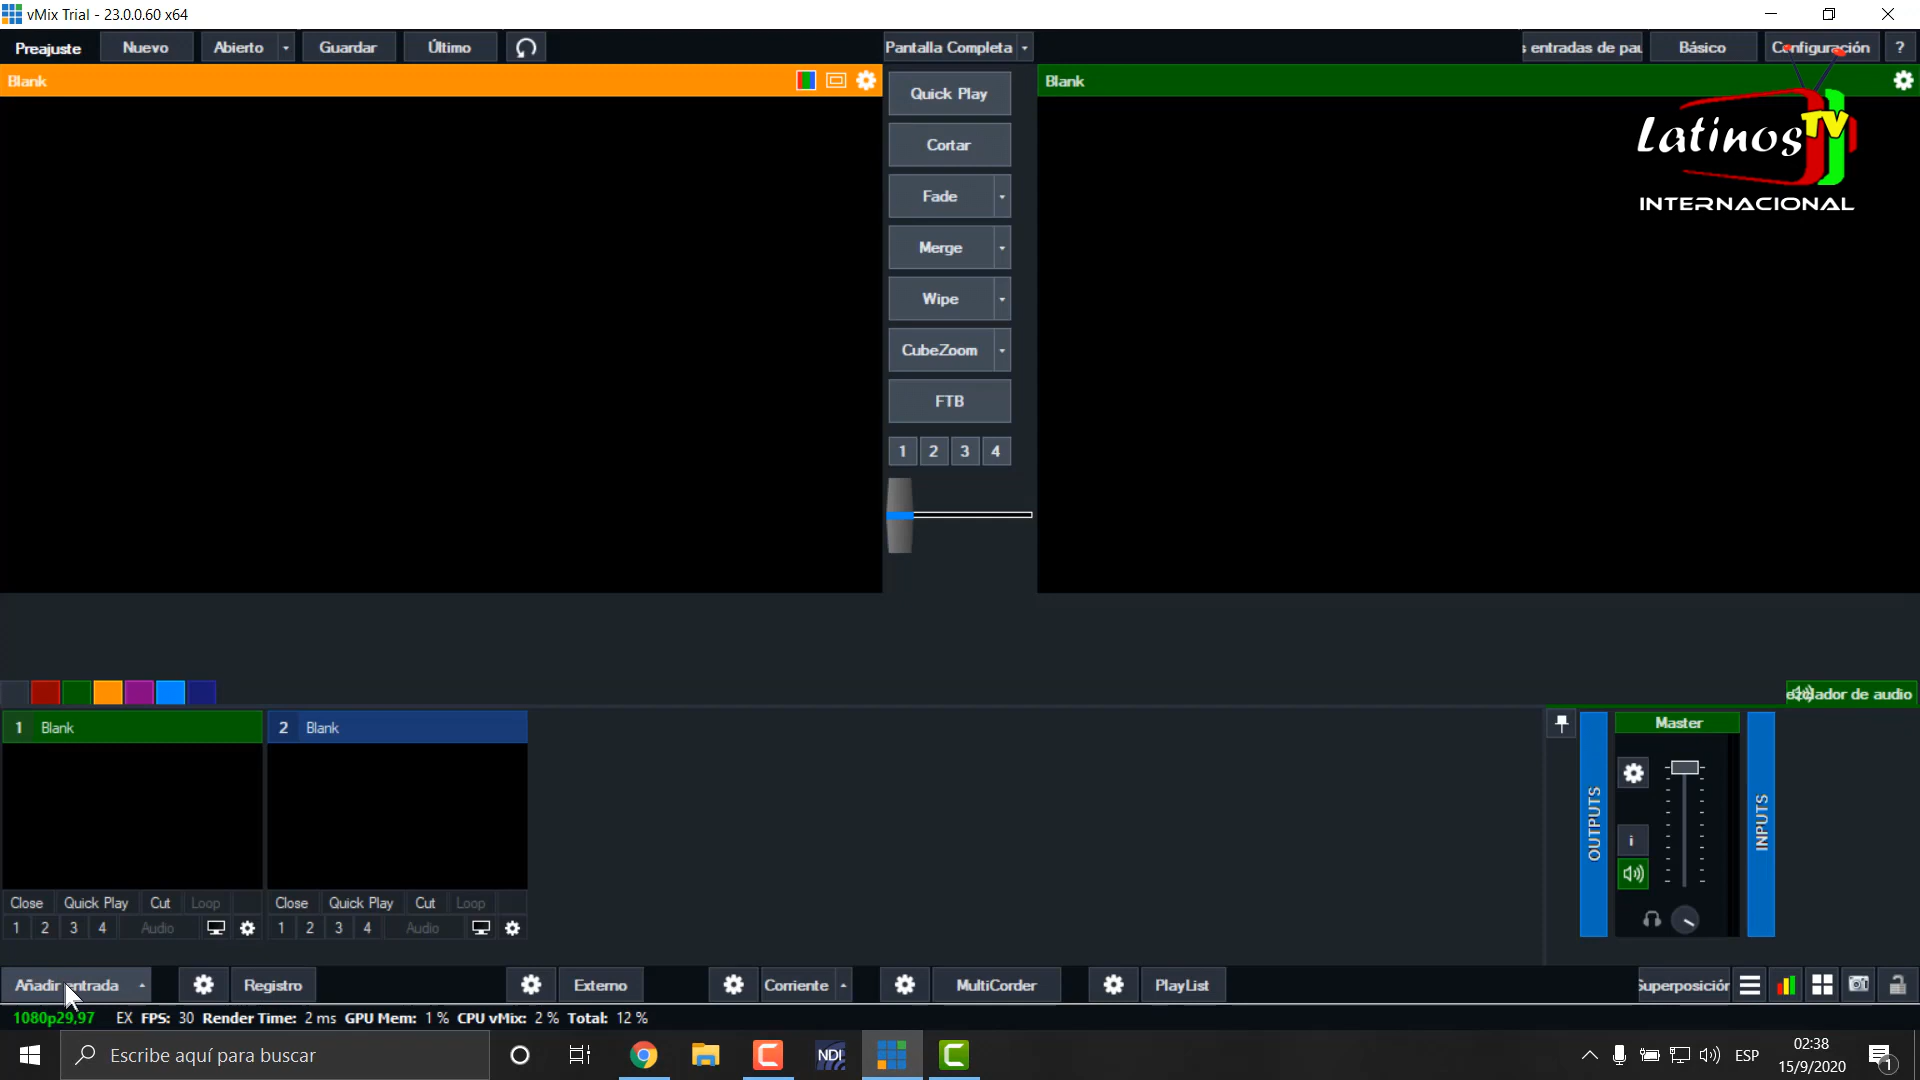 vMix Trial - 23.0.0.60 x64
Preajuste Nuevo Abierto Guardar Último Pantalla Completa s entradas de pau Básico Configuración ?
Blank
Blank
Latinos TV
INTERNACIONAL
Quick Play
Cortar
Fade
Merge
Wipe
CubeZoom
FTB
1 2 3 4
dor de audio
1 Blank
2 Blank
Master
OUTPUTS
INPUTS
i
Close Quick Play Cut Loop
Close Quick Play Cut Loop
1 2 3 4 Audio
1 2 3 4 Audio
Añadir entrada Registro Externo Corriente MultiCorder PlayList Superposición
1080p29,97 EX FPS: 30 Render Time: 2 ms GPU Mem: 1 % CPU vMix: 2 % Total: 12 %
Escribe aquí para buscar
NDI
ESP
02:38
15/9/2020
1